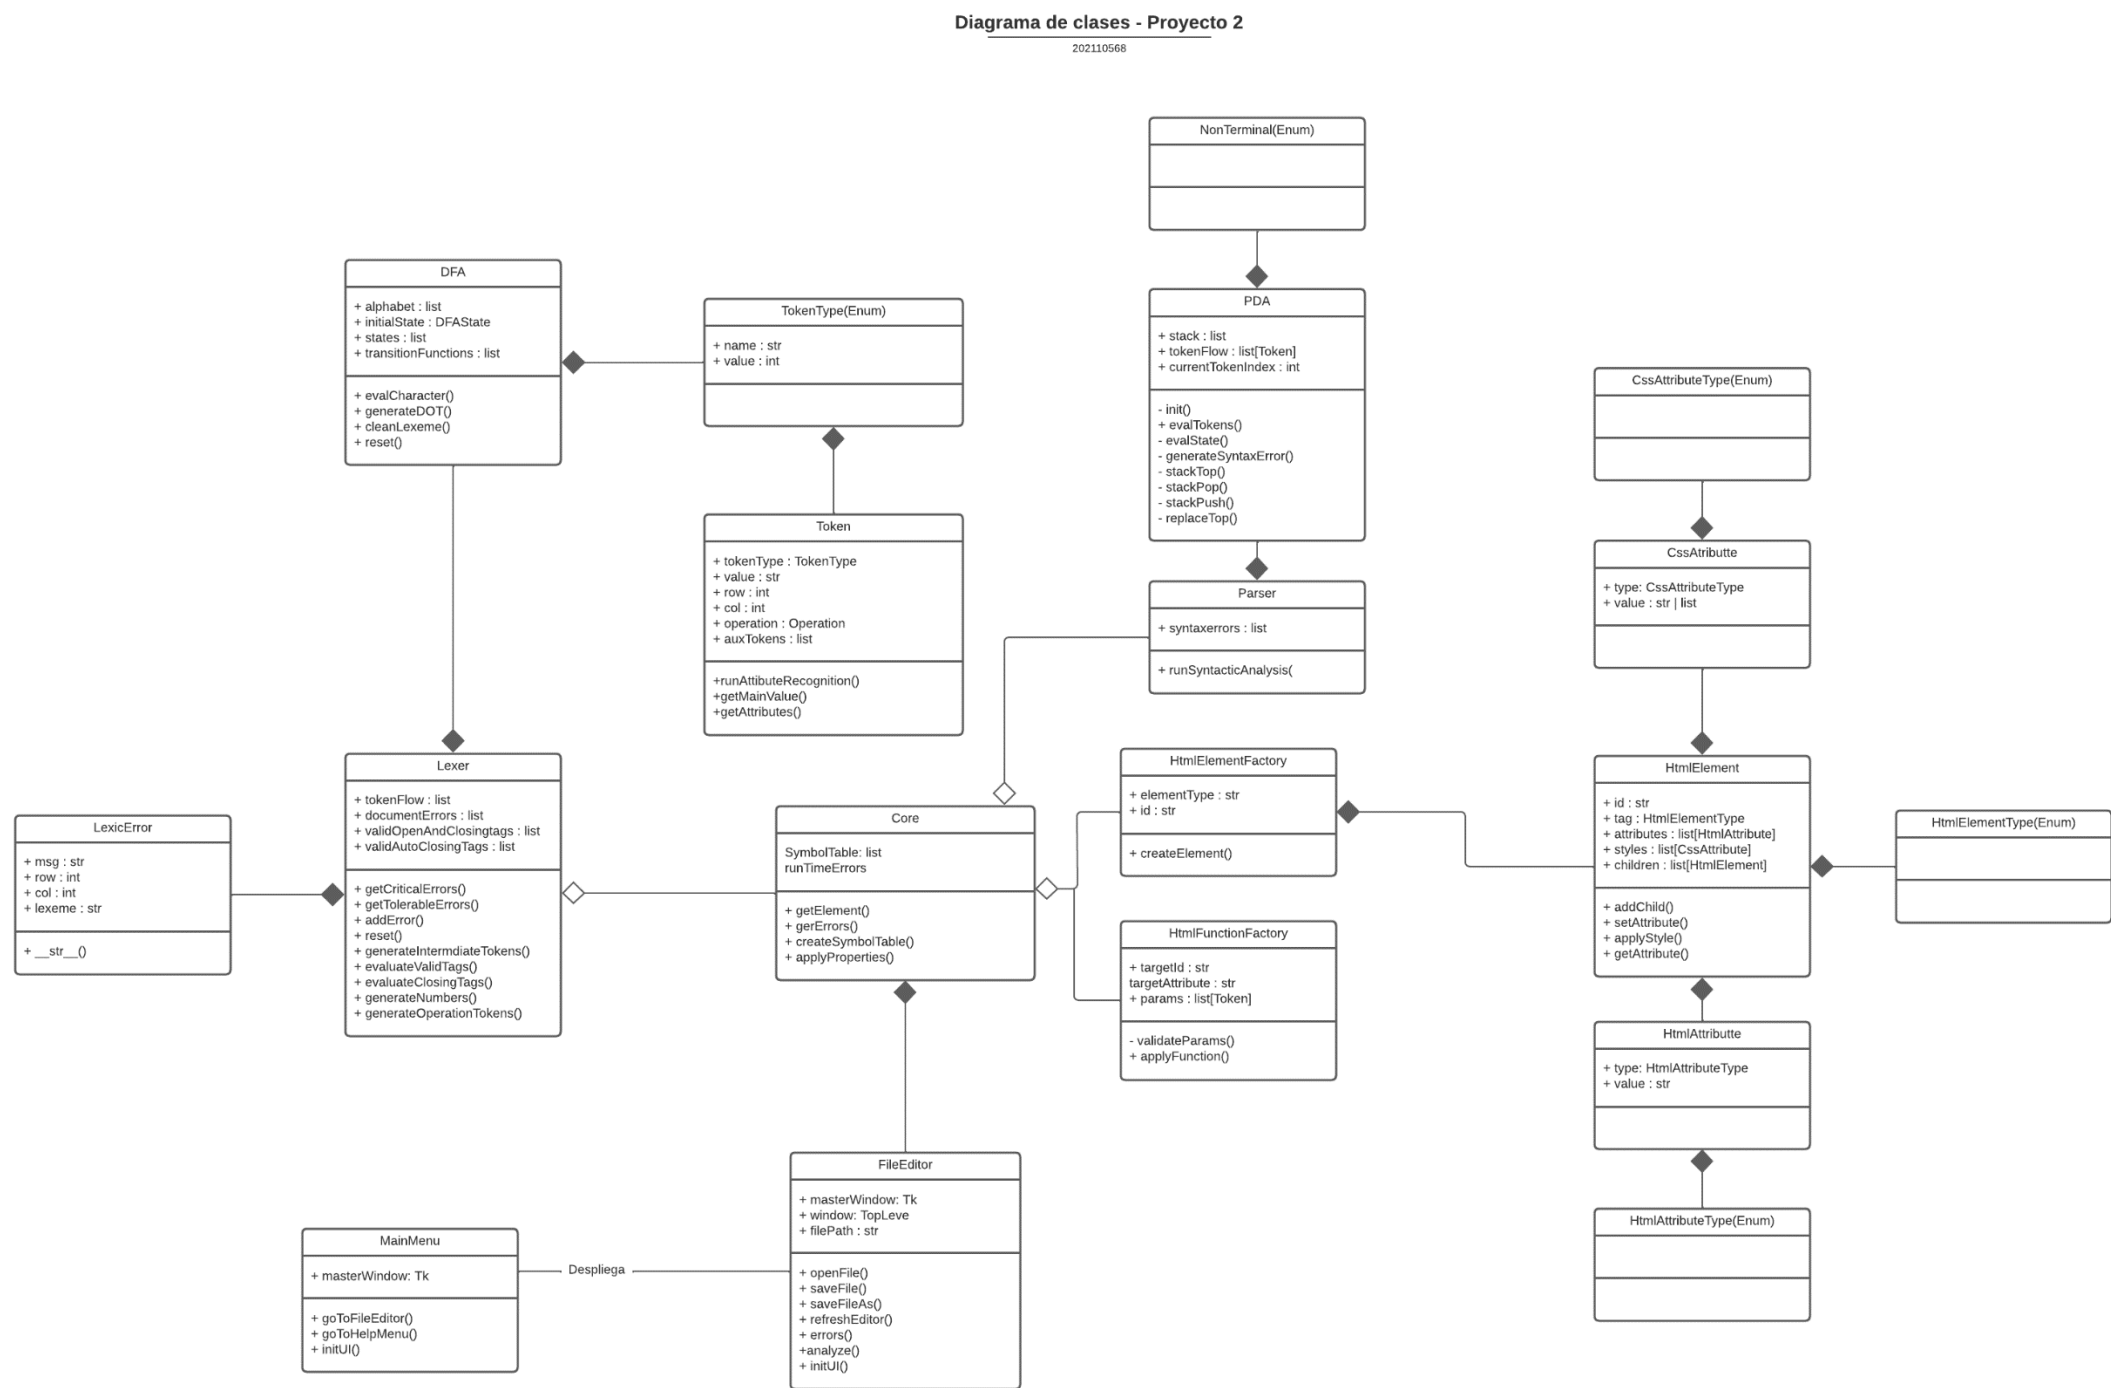 Diagrama de clases - Proyecto 2
202110568
NonTerminal(Enum)
DFA
+ alphabet : list
+ initialState : DFAState
+ states : list
+ transitionFunctions : list
+ evalCharacter()
+ generateDOT()
+ cleanLexeme()
+ reset()
TokenType(Enum)
+ name : str
+ value : int
PDA
+ stack : list
+ tokenFlow : list[Token]
+ currentTokenIndex : int
- init()
+ evalTokens()
- evalState()
- generateSyntaxError()
- stackTop()
- stackPop()
- stackPush()
- replaceTop()
CssAttributeType(Enum)
Token
+ tokenType : TokenType
+ value : str
+ row : int
+ col : int
+ operation : Operation
+ auxTokens : list
+runAttibuteRecognition()
+getMainValue()
+getAttributes()
Parser
+ syntaxerrors : list
+ runSyntacticAnalysis(
CssAtributte
+ type: CssAttributeType
+ value : str | list
Lexer
+ tokenFlow : list
+ documentErrors : list
+ validOpenAndClosingtags : list
+ validAutoClosingTags : list
+ getCriticalErrors()
+ getTolerableErrors()
+ addError()
+ reset()
+ generateIntermdiateTokens()
+ evaluateValidTags()
+ evaluateClosingTags()
+ generateNumbers()
+ generateOperationTokens()
LexicError
+ msg : str
+ row : int
+ col : int
+ lexeme : str
+ __str__()
Core
SymbolTable: list
runTimeErrors
+ getElement()
+ gerErrors()
+ createSymbolTable()
+ applyProperties()
HtmlElementFactory
+ elementType : str
+ id : str
+ createElement()
HtmlFunctionFactory
+ targetId : str
targetAttribute : str
+ params : list[Token]
- validateParams()
+ applyFunction()
HtmlElement
+ id : str
+ tag : HtmlElementType
+ attributes : list[HtmlAttribute]
+ styles : list[CssAttribute]
+ children : list[HtmlElement]
+ addChild()
+ setAttribute()
+ applyStyle()
+ getAttribute()
HtmlElementType(Enum)
HtmlAttributte
+ type: HtmlAttributeType
+ value : str
HtmlAttributeType(Enum)
FileEditor
+ masterWindow: Tk
+ window: TopLeve
+ filePath : str
+ openFile()
+ saveFile()
+ saveFileAs()
+ refreshEditor()
+ errors()
+analyze()
+ initUI()
MainMenu
+ masterWindow: Tk
+ goToFileEditor()
+ goToHelpMenu()
+ initUI()
Despliega